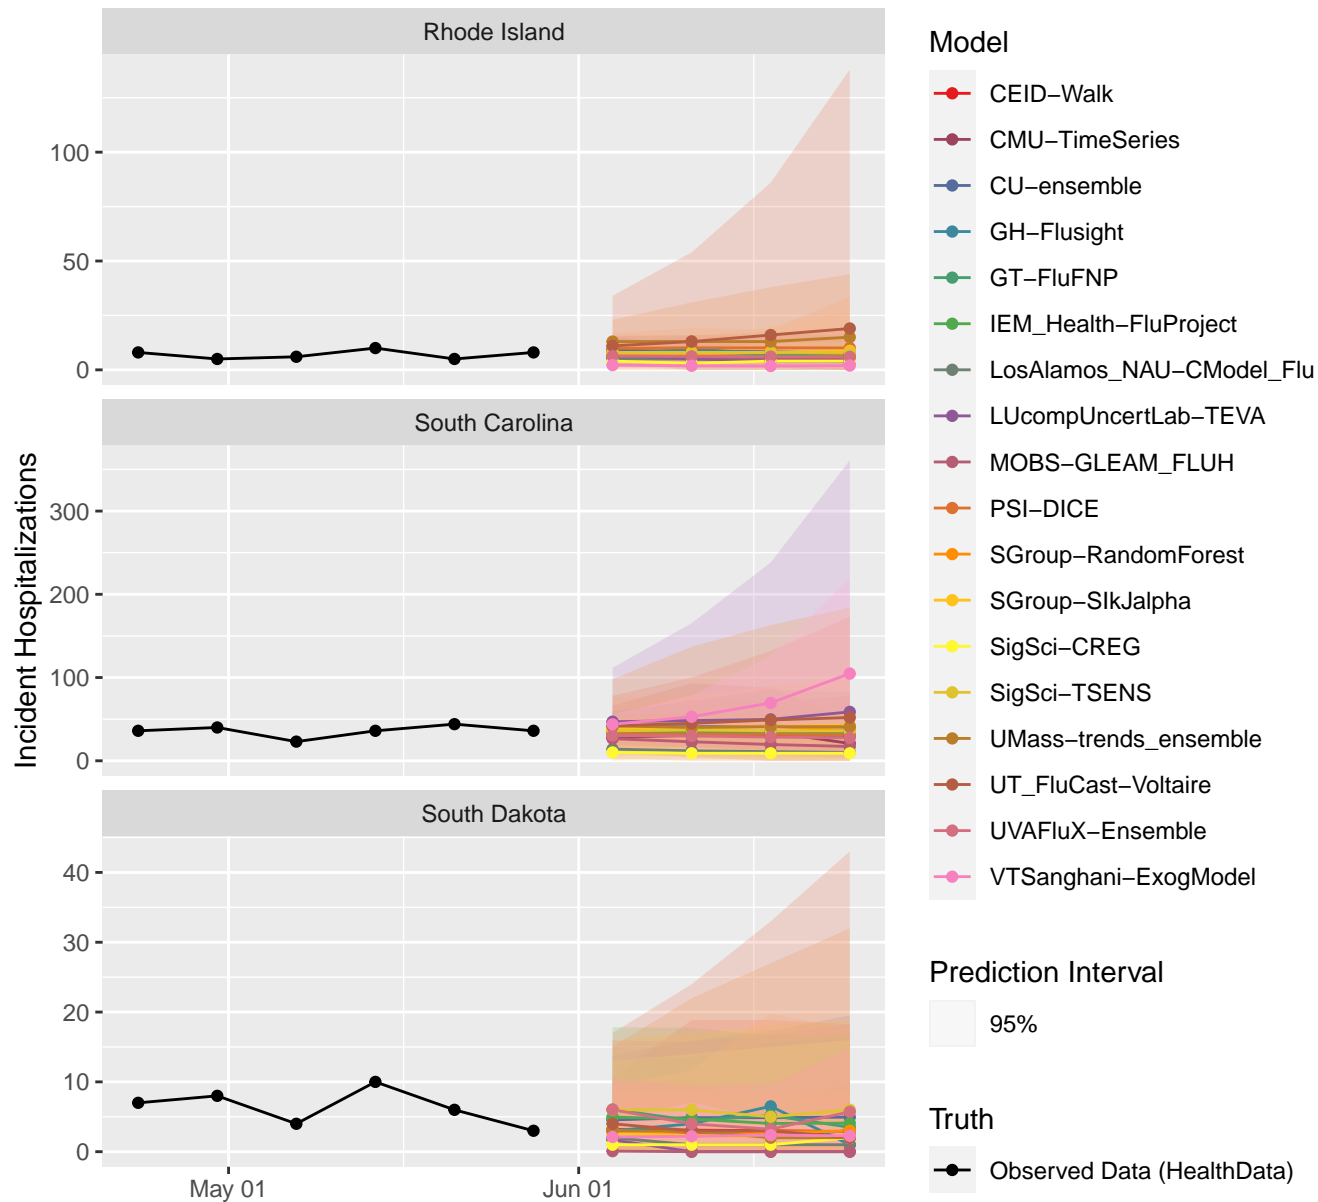 Rhode Island
100
50
0
South Carolina
300
200
100
0
South Dakota
40
30
20
10
0
May 01
Jun 01
Incident Hospitalizations
Model
CEID−Walk
CMU−TimeSeries
CU−ensemble
GH−Flusight
GT−FluFNP
IEM_Health−FluProject
LosAlamos_NAU−CModel_Flu
LUcompUncertLab−TEVA
MOBS−GLEAM_FLUH
PSI−DICE
SGroup−RandomForest
SGroup−SIkJalpha
SigSci−CREG
SigSci−TSENS
UMass−trends_ensemble
UT_FluCast−Voltaire
UVAFluX−Ensemble
VTSanghani−ExogModel
Prediction Interval
95%
Truth
Observed Data (HealthData)